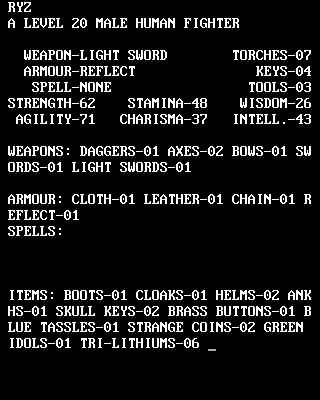 RYZ
A LEVEL 20 MALE HUMAN FIGHTER
WEAPON-LIGHT SWORD TORCHES-07
ARMOUR-REFLECT KEYS-04
SPELL-NONE TOOLS-03
STRENGTH-62 STAMINA-48 WISDOM-26
AGILITY-71 CHARISMA-37 INTELL.-43
WEAPONS: DAGGERS-01 AXES-02 BOWS-01 SW
ORDS-01 LIGHT SWORDS-01
ARMOUR: CLOTH-01 LEATHER-01 CHAIN-01 R
EFLECT-01
SPELLS:
ITEMS: BOOTS-01 CLOAKS-01 HELMS-02 ANK
HS-01 SKULL KEYS-02 BRASS BUTTONS-01 B
LUE TASSLES-01 STRANGE COINS-02 GREEN
IDOLS-01 TRI-LITHIUMS-06 _